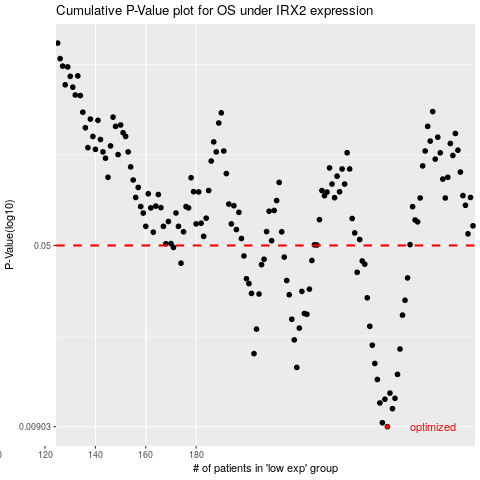 Cumulative P-Value plot for OS under IRX2 expression
P-Value(log10)
0.05
0.00903
optimized
0 120 140 160 180
# of patients in 'low exp' group